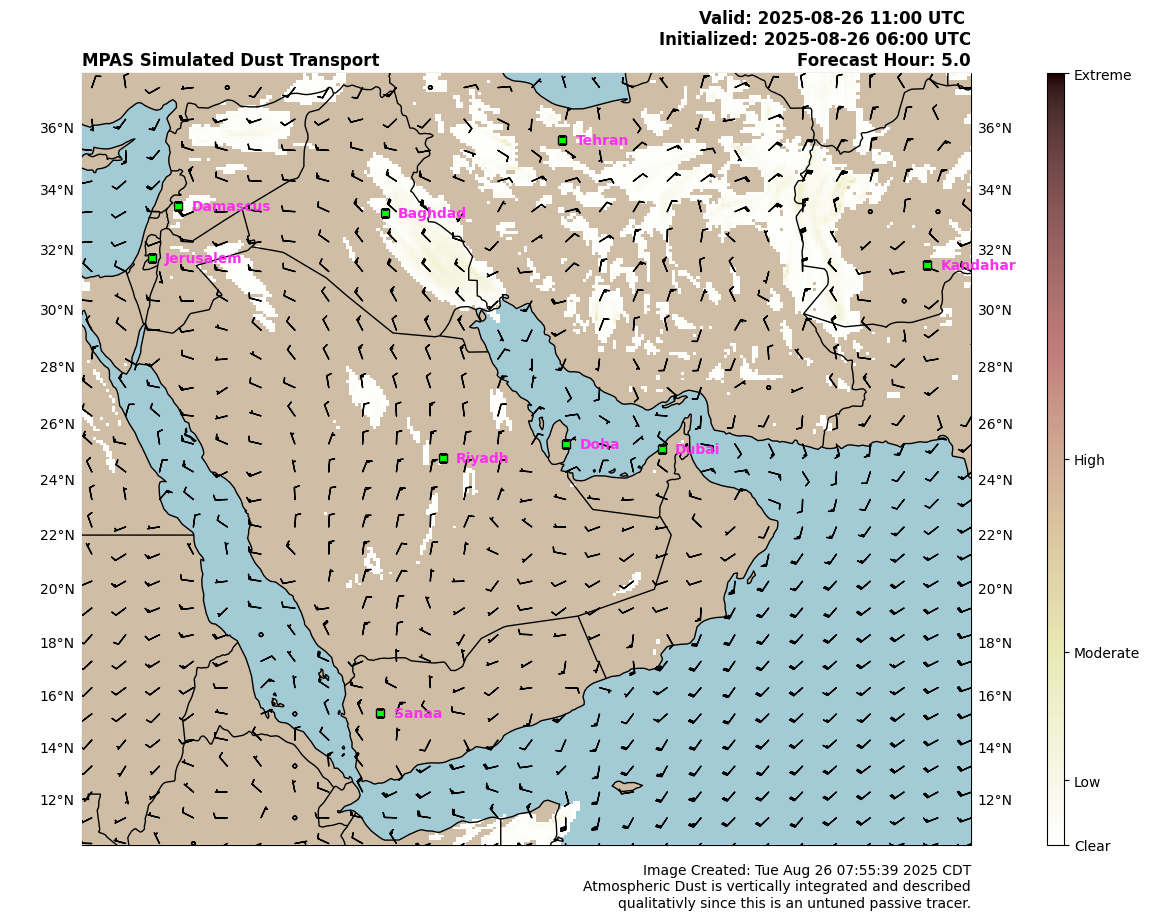 Valid: 2025-08-26 11:00 UTC
Initialized: 2025-08-26 06:00 UTC
MPAS Simulated Dust Transport
Forecast Hour: 5.0
Extreme
36°N
Tehran
36°N
34°N
34°N
Damascus
Baghdad
32°N
32°N
Jerusalem
Kandahar
30°N
30°N
28°N
28°N
26°N
26°N
Doha
Dubai
Riyadh
High
24°N
24°N
22°N
22°N
20°N
20°N
18°N
18°N
Moderate
16°N
16°N
Sanaa
14°N
14°N
Low
12°N
12°N
Clear
Image Created: Tue Aug 26 07:55:39 2025 CDT
Atmospheric Dust is vertically integrated and described
qualitativly since this is an untuned passive tracer.